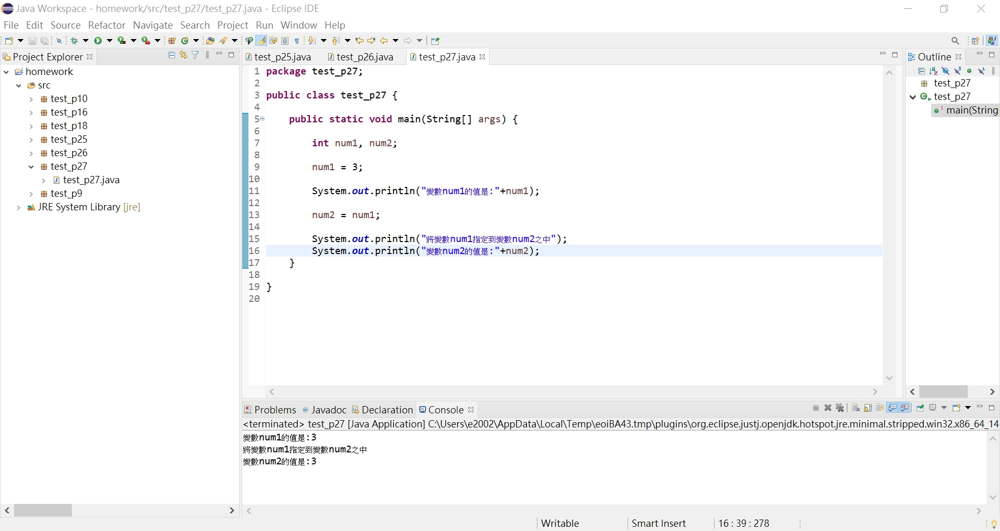 Java Workspace - homework/src/test_p27/test_p27.java - Eclipse IDE
File Edit Source Refactor Navigate Search Project Run Window Help
Project Explorer
homework
src
test_p10
test_p16
test_p18
test_p25
test_p26
test_p27
test_p27.java
test_p9
JRE System Library [jre]
test_p25.java test_p26.java test_p27.java
1 package test_p27;
2
3 public class test_p27 {
4
5 public static void main(String[] args) {
6
7 int num1, num2;
8
9 num1 = 3;
10
11 System.out.println("變數num1的值是:"+num1);
12
13 num2 = num1;
14
15 System.out.println("將變數num1指定到變數num2之中");
16 System.out.println("變數num2的值是:"+num2);
17 }
18
19 }
20
Outline
test_p27
test_p27
main(String
Problems Javadoc Declaration Console
<terminated> test_p27 [Java Application] C:\Users\e2002\AppData\Local\Temp\eoiBA43.tmp\plugins\org.eclipse.justj.openjdk.hotspot.jre.minimal.stripped.win32.x86_64_14
變數num1的值是:3
將變數num1指定到變數num2之中
變數num2的值是:3
Writable Smart Insert 16 : 39 : 278